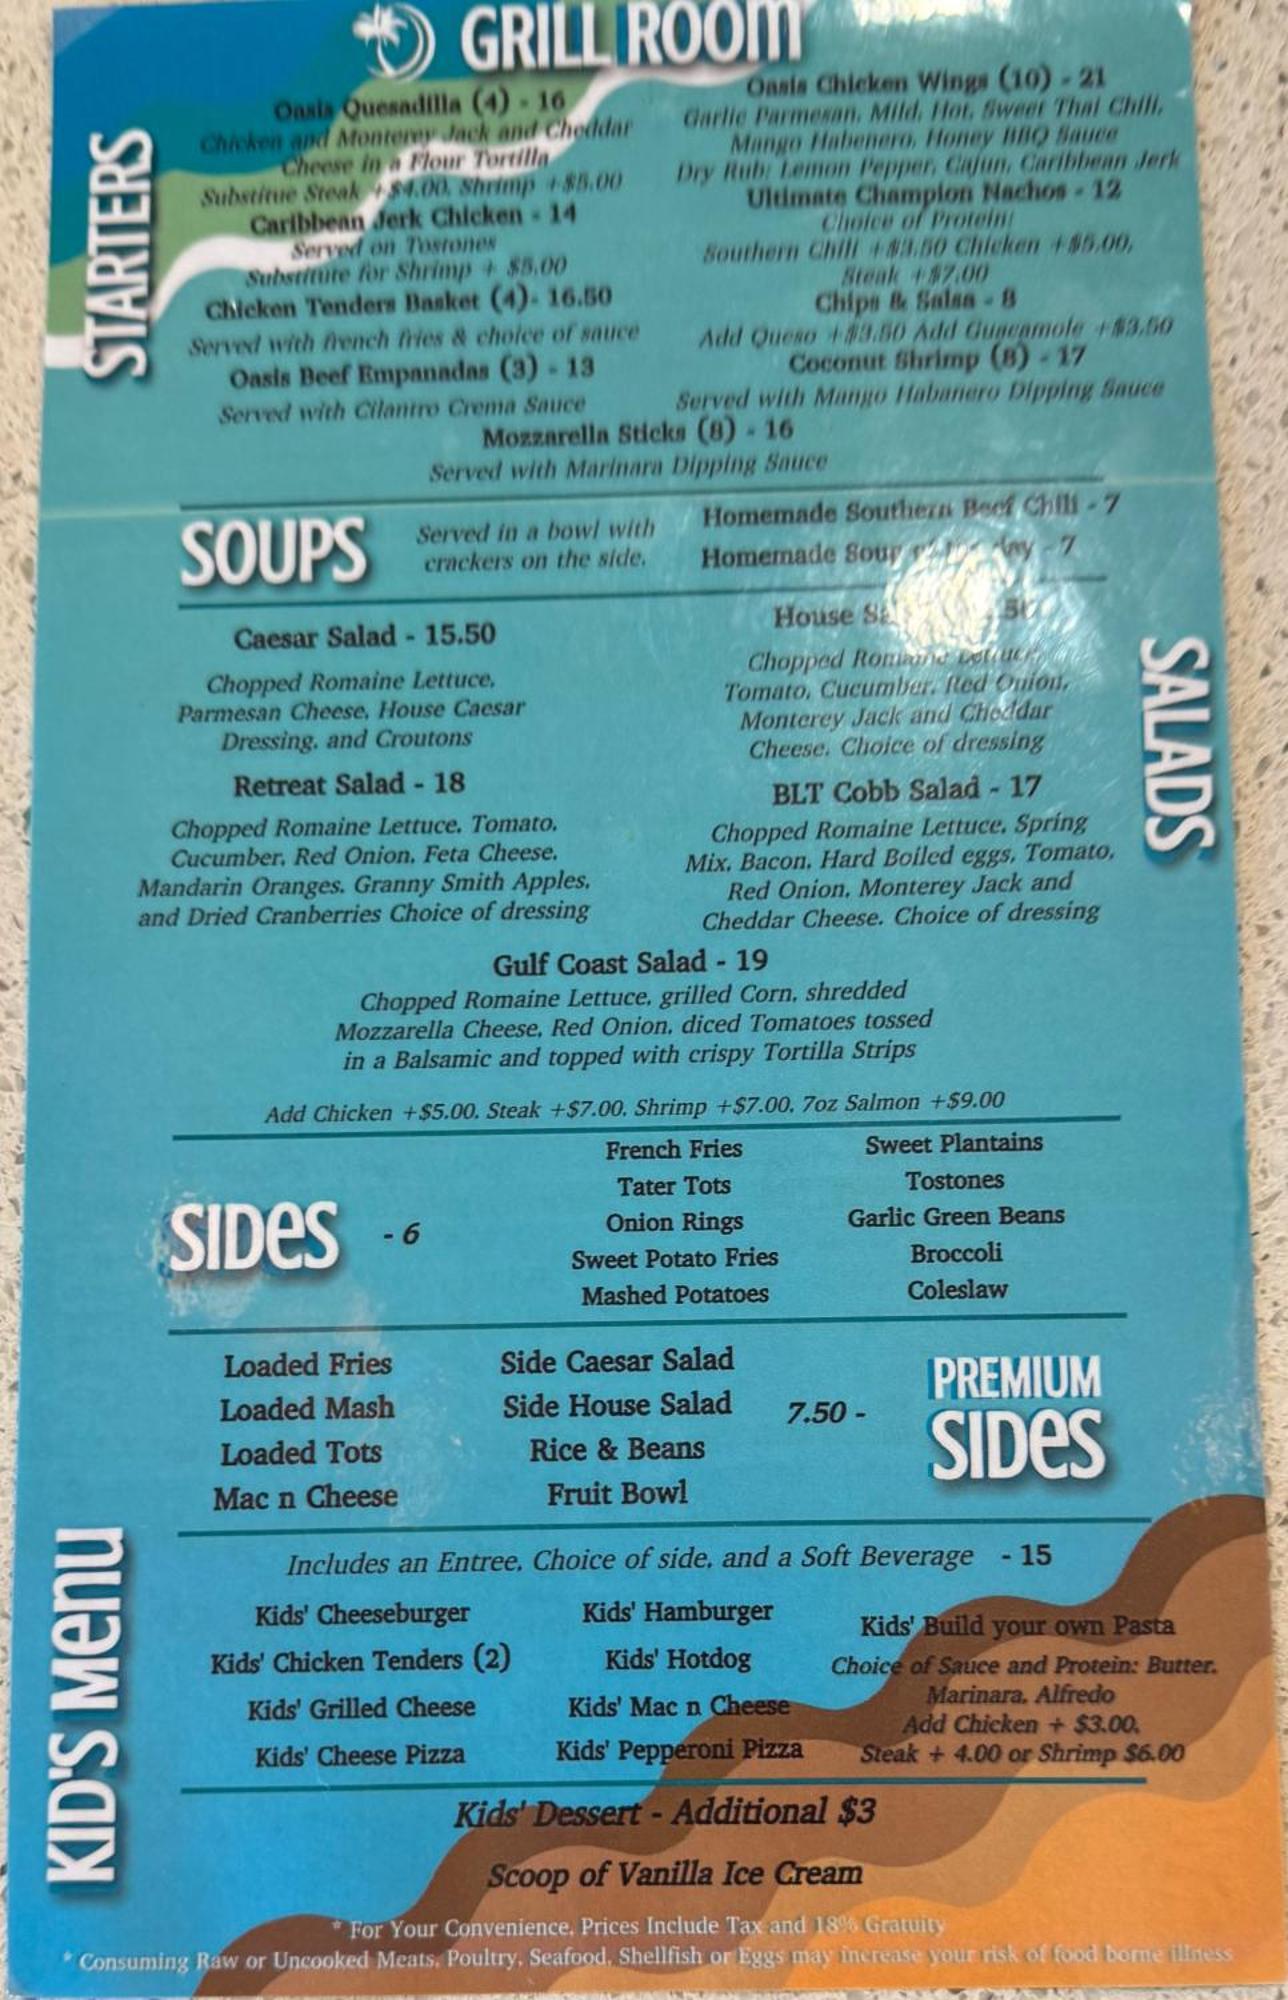 GRILL ROOM
STARTERS
Oasis Quesadilla (4) - 16
Chicken and Monterey Jack and Cheddar
Cheese in a Flour Tortilla
Substitue Steak +$4.00, Shrimp +$5.00
Caribbean Jerk Chicken - 14
Served on Tostones
Substitute for Shrimp + $5.00
Chicken Tenders Basket (4)- 16.50
Served with french fries & choice of sauce
Oasis Beef Empanadas (3) - 13
Served with Cilantro Crema Sauce
Oasis Chicken Wings (10) - 21
Garlic Parmesan, Mild, Hot, Sweet Thai Chili,
Mango Habenero, Honey BBQ Sauce
Dry Rub: Lemon Pepper, Cajun, Caribbean Jerk
Ultimate Champion Nachos - 12
Choice of Protein:
Southern Chili +$3.50 Chicken +$5.00,
Steak +$7.00
Chips & Salsa - 8
Add Queso +$3.50 Add Guacamole +$3.50
Coconut Shrimp (8) - 17
Served with Mango Habanero Dipping Sauce
Mozzarella Sticks (8) - 16
Served with Marinara Dipping Sauce
SOUPS
Served in a bowl with
crackers on the side.
Homemade Southern Beef Chili - 7
Homemade Soup of the day - 7
SALADS
Caesar Salad - 15.50
Chopped Romaine Lettuce,
Parmesan Cheese, House Caesar
Dressing, and Croutons
House
Chopped Romaine Lettuce,
Tomato, Cucumber, Red Onion,
Monterey Jack and Cheddar
Cheese. Choice of dressing
Retreat Salad - 18
Chopped Romaine Lettuce, Tomato,
Cucumber, Red Onion, Feta Cheese,
Mandarin Oranges, Granny Smith Apples,
and Dried Cranberries Choice of dressing
BLT Cobb Salad - 17
Chopped Romaine Lettuce, Spring
Mix, Bacon, Hard Boiled eggs, Tomato,
Red Onion, Monterey Jack and
Cheddar Cheese. Choice of dressing
Gulf Coast Salad - 19
Chopped Romaine Lettuce, grilled Corn, shredded
Mozzarella Cheese, Red Onion, diced Tomatoes tossed
in a Balsamic and topped with crispy Tortilla Strips
Add Chicken +$5.00, Steak +$7.00, Shrimp +$7.00, 7oz Salmon +$9.00
SIDES - 6
French Fries
Tater Tots
Onion Rings
Sweet Potato Fries
Mashed Potatoes
Sweet Plantains
Tostones
Garlic Green Beans
Broccoli
Coleslaw
Loaded Fries
Loaded Mash
Loaded Tots
Mac n Cheese
Side Caesar Salad
Side House Salad
Rice & Beans
Fruit Bowl
7.50 -
PREMIUM
SIDES
KID'S Menu
Includes an Entree, Choice of side, and a Soft Beverage - 15
Kids' Cheeseburger
Kids' Chicken Tenders (2)
Kids' Grilled Cheese
Kids' Cheese Pizza
Kids' Hamburger
Kids' Hotdog
Kids' Mac n Cheese
Kids' Pepperoni Pizza
Kids' Build your own Pasta
Choice of Sauce and Protein: Butter,
Marinara, Alfredo
Add Chicken + $3.00,
Steak + 4.00 or Shrimp $6.00
Kids' Dessert - Additional $3
Scoop of Vanilla Ice Cream
* For Your Convenience, Prices Include Tax and 18% Gratuity
* Consuming Raw or Uncooked Meats, Poultry, Seafood, Shellfish or Eggs may increase your risk of food borne illness